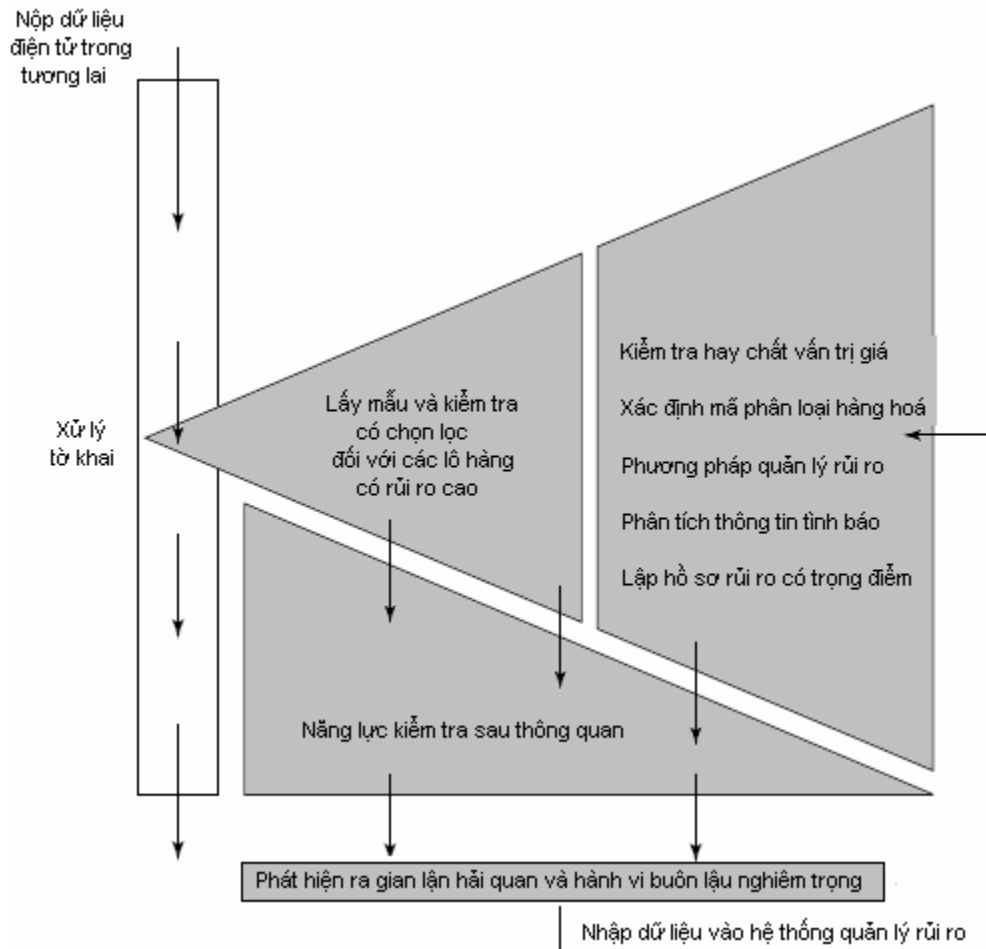 Nộp dữ liệu
điện tử trong
tương lai
Xử lý
tờ khai
Lấy mẫu và kiểm tra
có chọn lọc
đối với các lô hàng
có rủi ro cao
Kiểm tra hay chất vấn trị giá
Xác định mã phân loại hàng hoá
Phương pháp quản lý rủi ro
Phân tích thông tin tình báo
Lập hồ sơ rủi ro có trọng điểm
Năng lực kiểm tra sau thông quan
Phát hiện ra gian lận hải quan và hành vi buôn lậu nghiêm trọng
Nhập dữ liệu vào hệ thống quản lý rủi ro